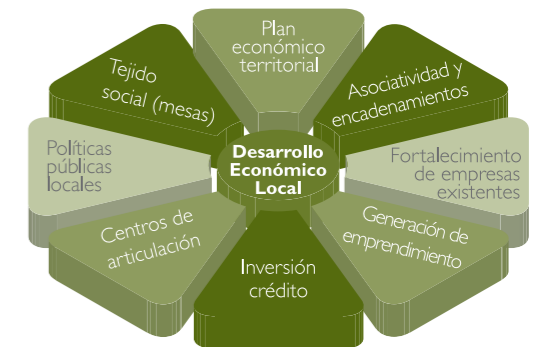 Plan
económico
territorial
Asociatividad y
encadenamientos
Fortalecimiento
de empresas
existentes
Generación de
emprendimiento
Inversión
crédito
Centros de
articulación
Políticas
públicas
locales
Tejido
social (mesas)
Desarrollo
Económico
Local